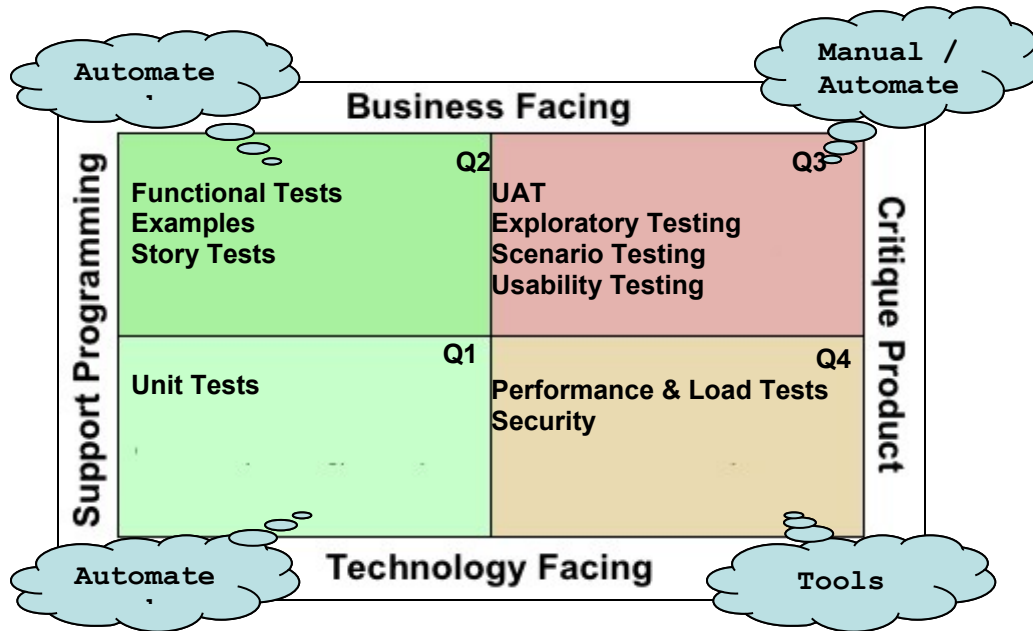 Automate
Manual /
Automate
Business Facing
Support Programming
Q2
Functional Tests
Examples
Story Tests
Q3
UAT
Exploratory Testing
Scenario Testing
Usability Testing
Critique Product
Q1
Unit Tests
Q4
Performance & Load Tests
Security
Technology Facing
Automate
Tools